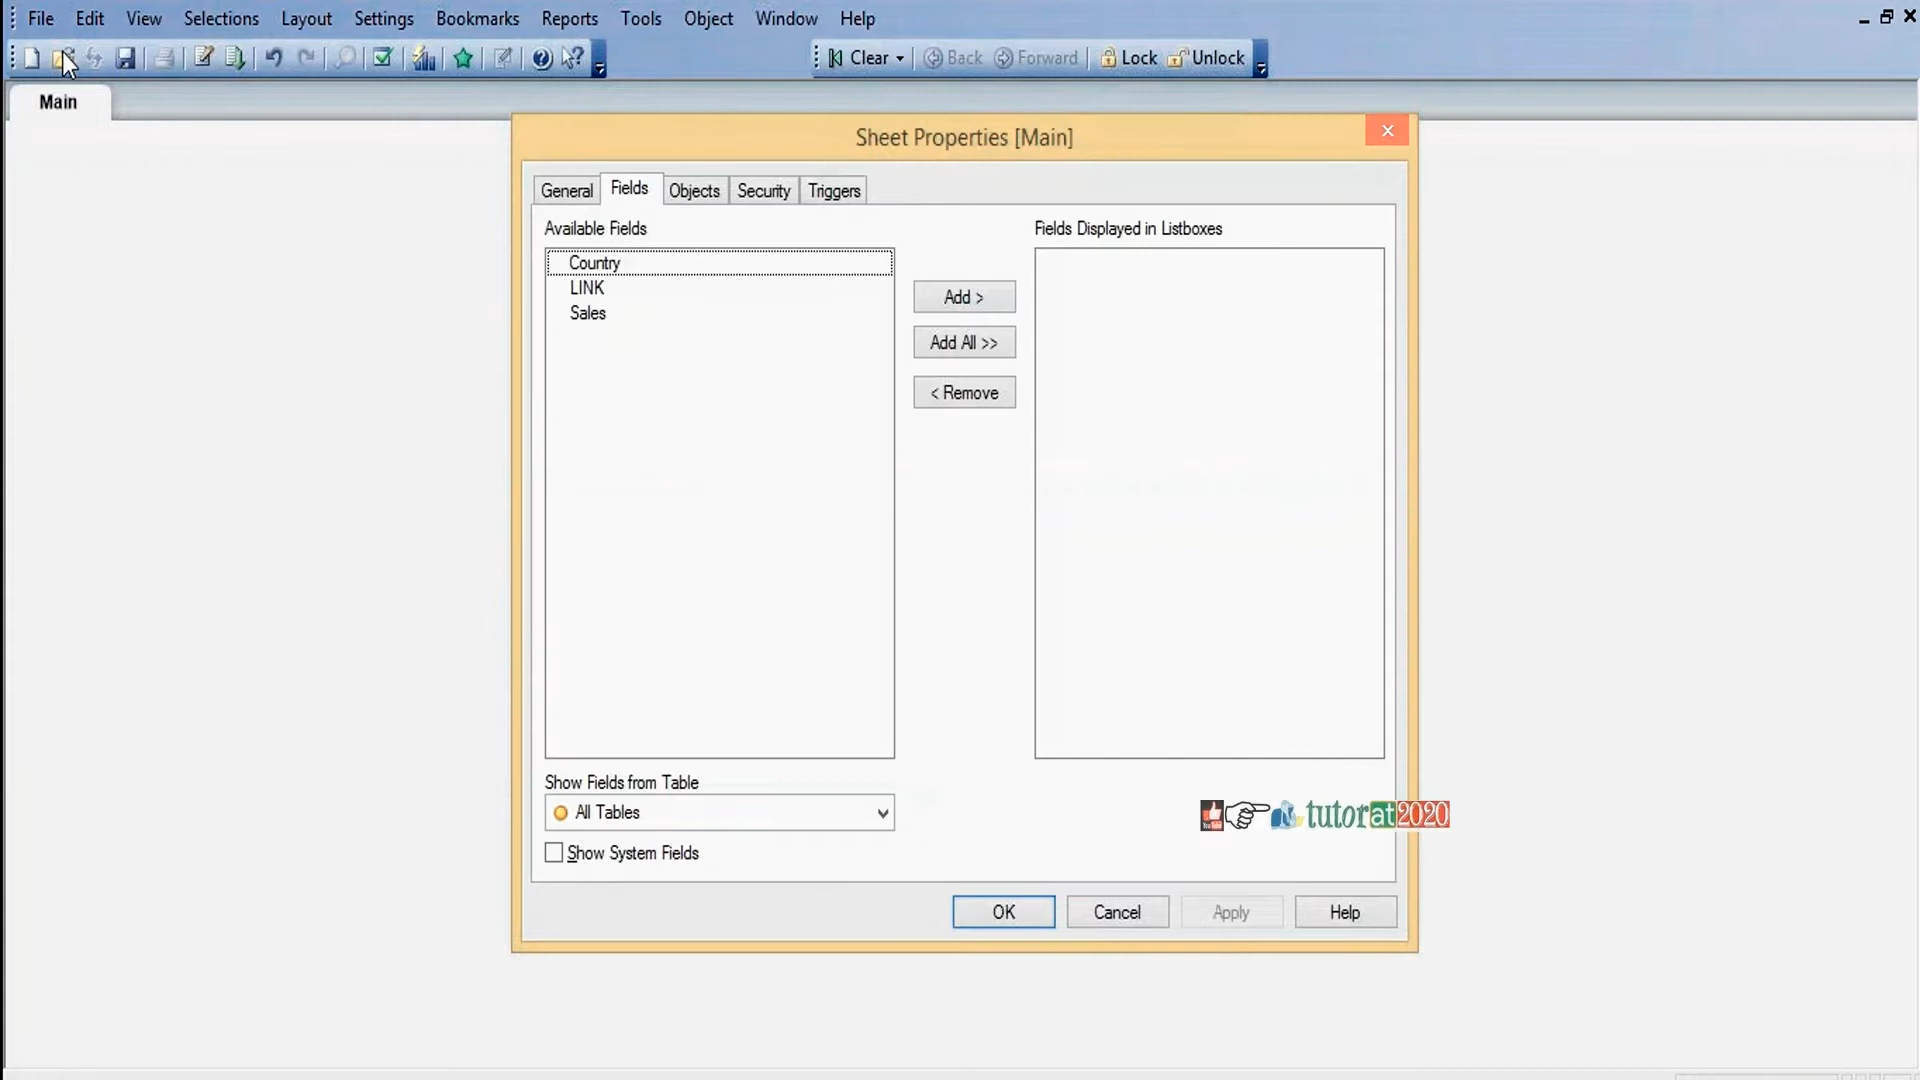 File Edit View Selections Layout Settings Bookmarks Reports Tools Object Window Help
Clear Back Forward Lock Unlock
Main
Sheet Properties [Main]
General Fields Objects Security Triggers
Available Fields
Fields Displayed in Listboxes
Country
LINK
Sales
Add >
Add All >>
< Remove
Show Fields from Table
All Tables
Show System Fields
tutorat2020
OK Cancel Apply Help